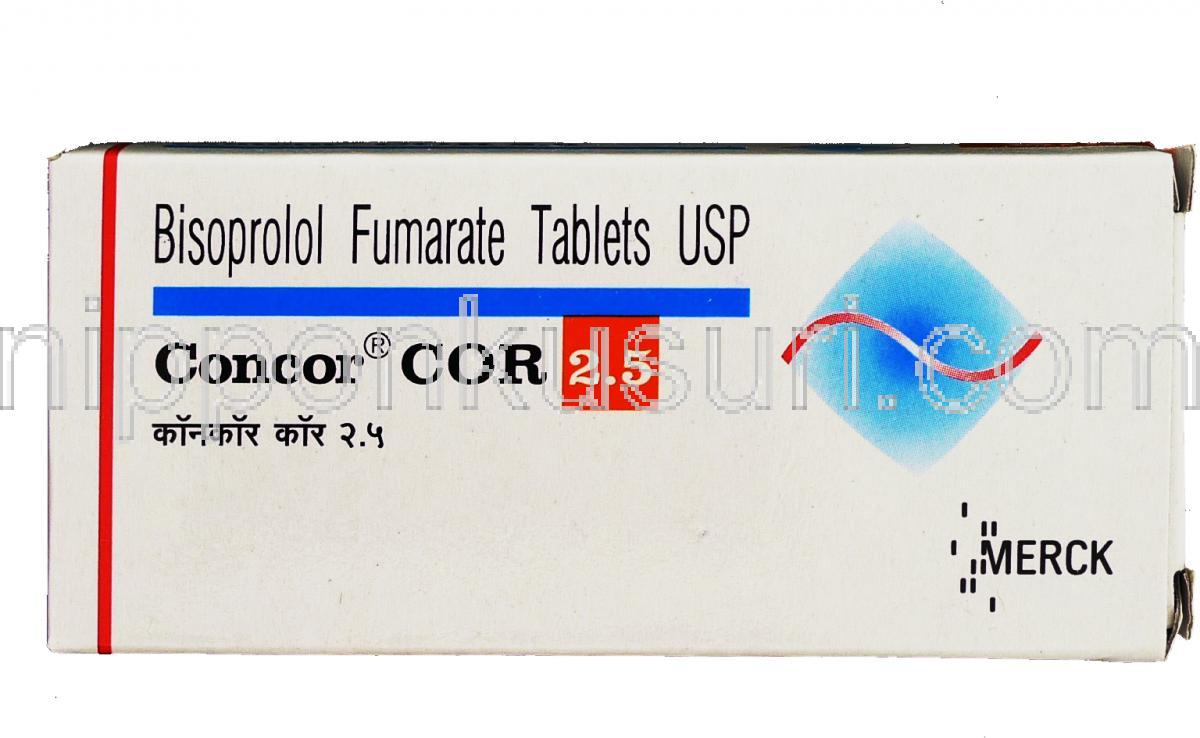 Bisoprolol Fumarate Tablets USP
Concor® COR 2.5
कॉनकॉर कॉर २.५
nipponkusuri.com
MERCK